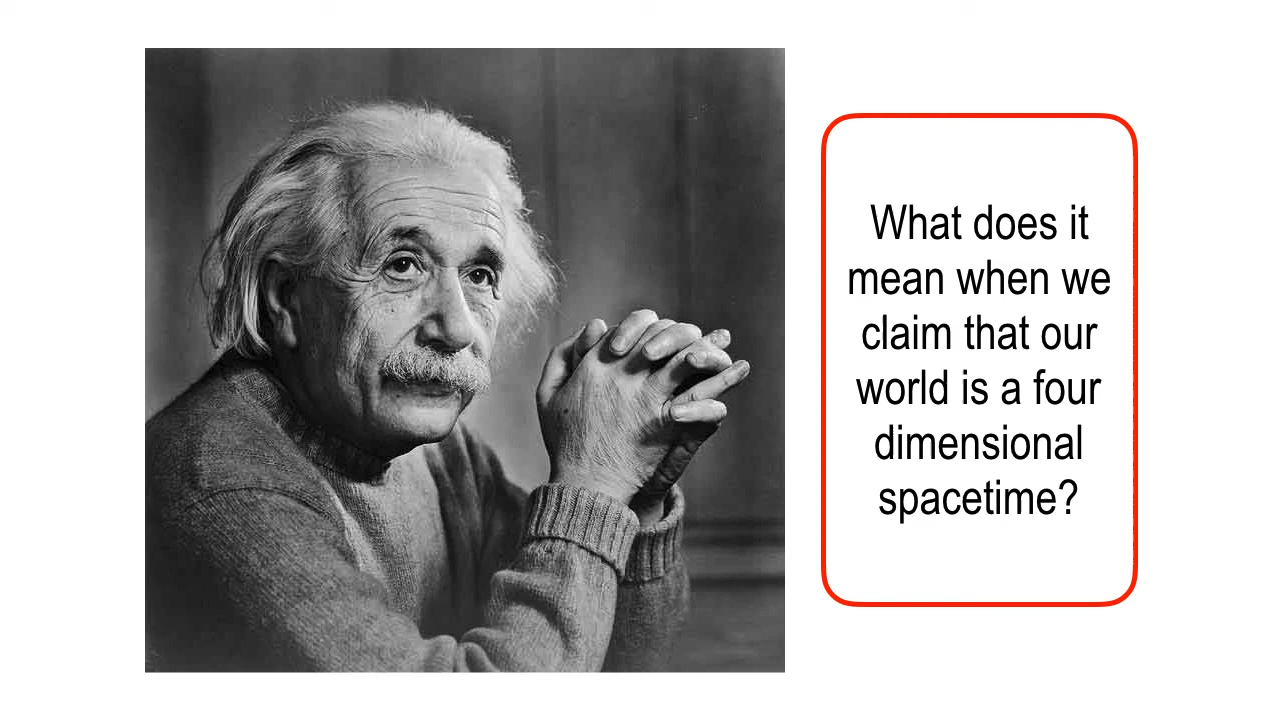 What does it
mean when we
claim that our
world is a four
dimensional
spacetime?